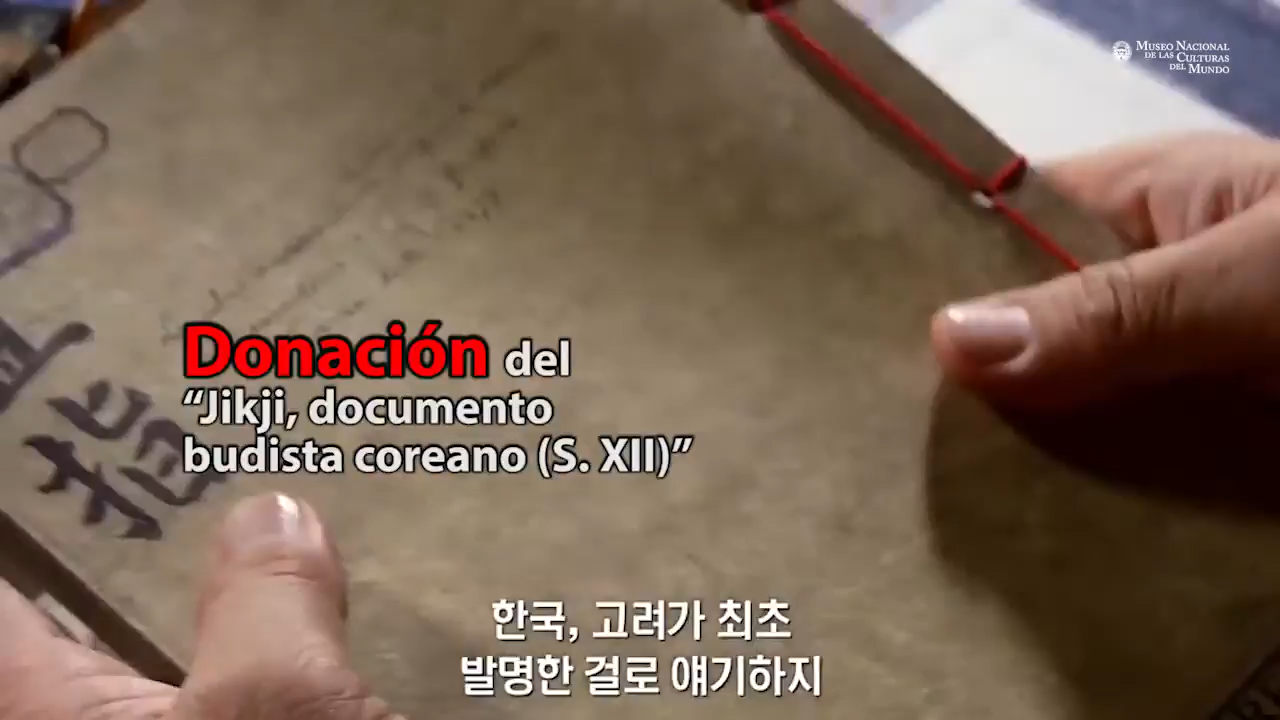 MUSEO NACIONAL
DE LAS CULTURAS
DEL MUNDO
Donación del
“Jikji, documento
budista coreano (S. XII)”
指
한국, 고려가 최초
발명한 걸로 얘기하지